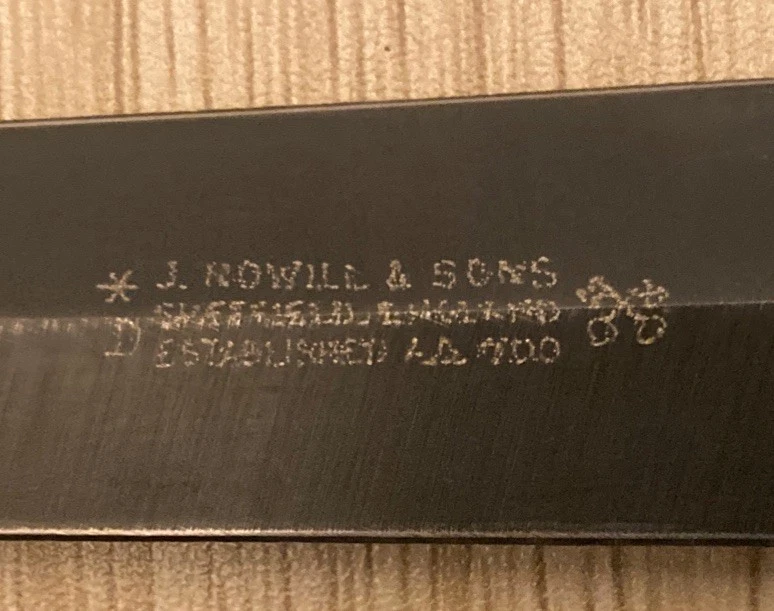 * J. NOWILL & SONS
SHEFFIELD, ENGLAND
D ESTABLISHED A.D. 1700